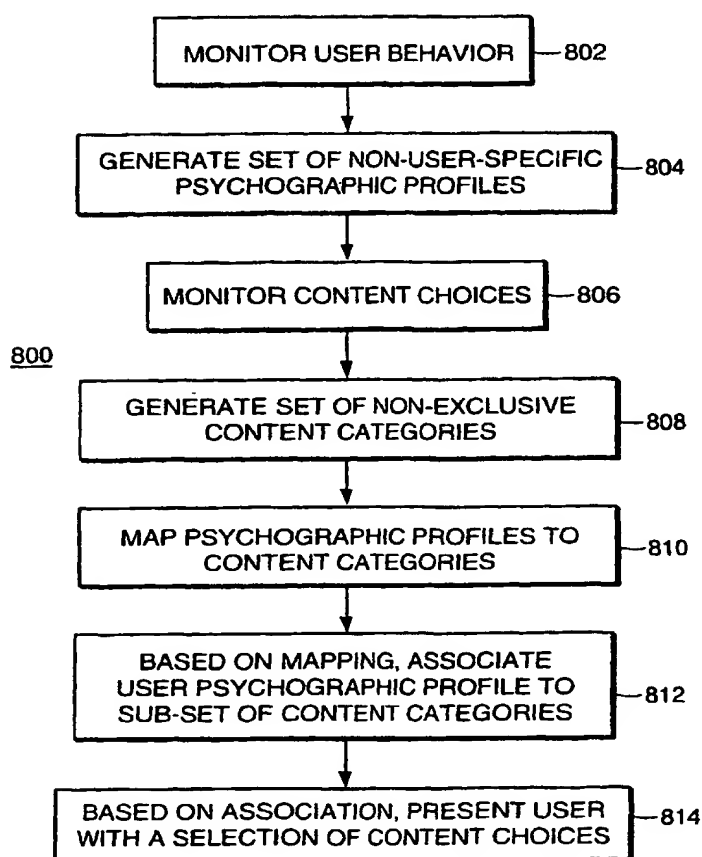 MONITOR USER BEHAVIOR
802
GENERATE SET OF NON-USER-SPECIFIC
PSYCHOGRAPHIC PROFILES
804
MONITOR CONTENT CHOICES
806
800
GENERATE SET OF NON-EXCLUSIVE
CONTENT CATEGORIES
808
MAP PSYCHOGRAPHIC PROFILES TO
CONTENT CATEGORIES
810
BASED ON MAPPING, ASSOCIATE
USER PSYCHOGRAPHIC PROFILE TO
SUB-SET OF CONTENT CATEGORIES
812
BASED ON ASSOCIATION, PRESENT USER
WITH A SELECTION OF CONTENT CHOICES
814